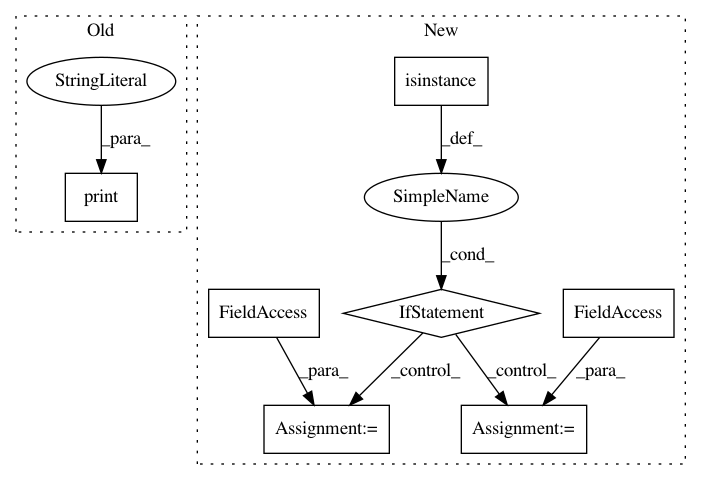 Old
New
StringLiteral
isinstance
_para_
_def_
print
SimpleName
_cond_
FieldAccess
IfStatement
FieldAccess
_para_
_control_
_control_
_para_
Assignment:=
Assignment:=